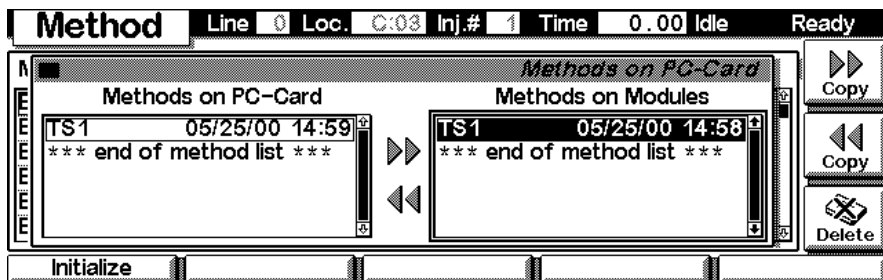 Method Line 0 Loc. C:03 Inj.# 1 Time 0.00 Idle Ready
Methods on PC-Card
Methods on PC-Card Methods on Modules
TS1 05/25/00 14:59 TS1 05/25/00 14:58
*** end of method list *** *** end of method list ***
Copy
Copy
Delete
Initialize